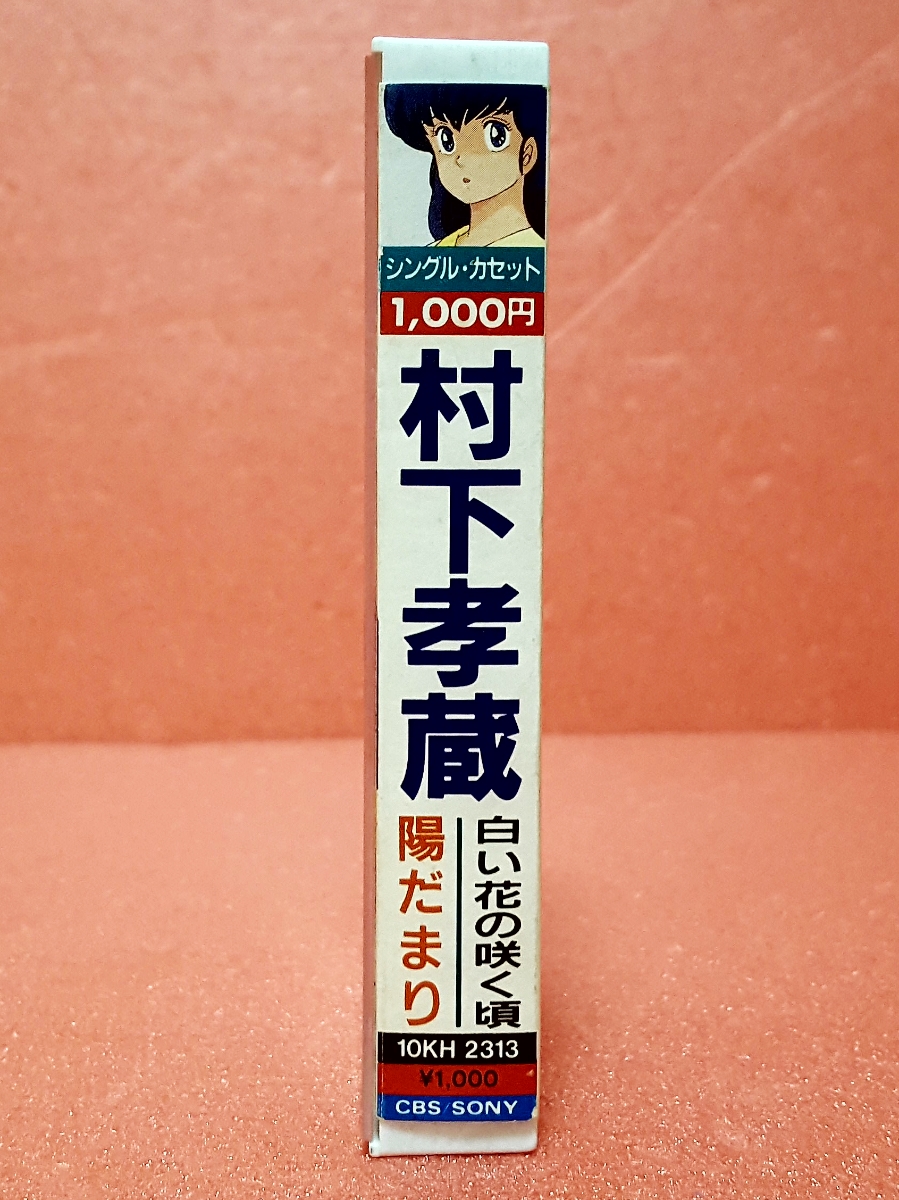 シングル・カセット
1,000円
村下孝蔵
白い花の咲く頃
陽だまり
10KH 2313
¥1,000
CBS/SONY